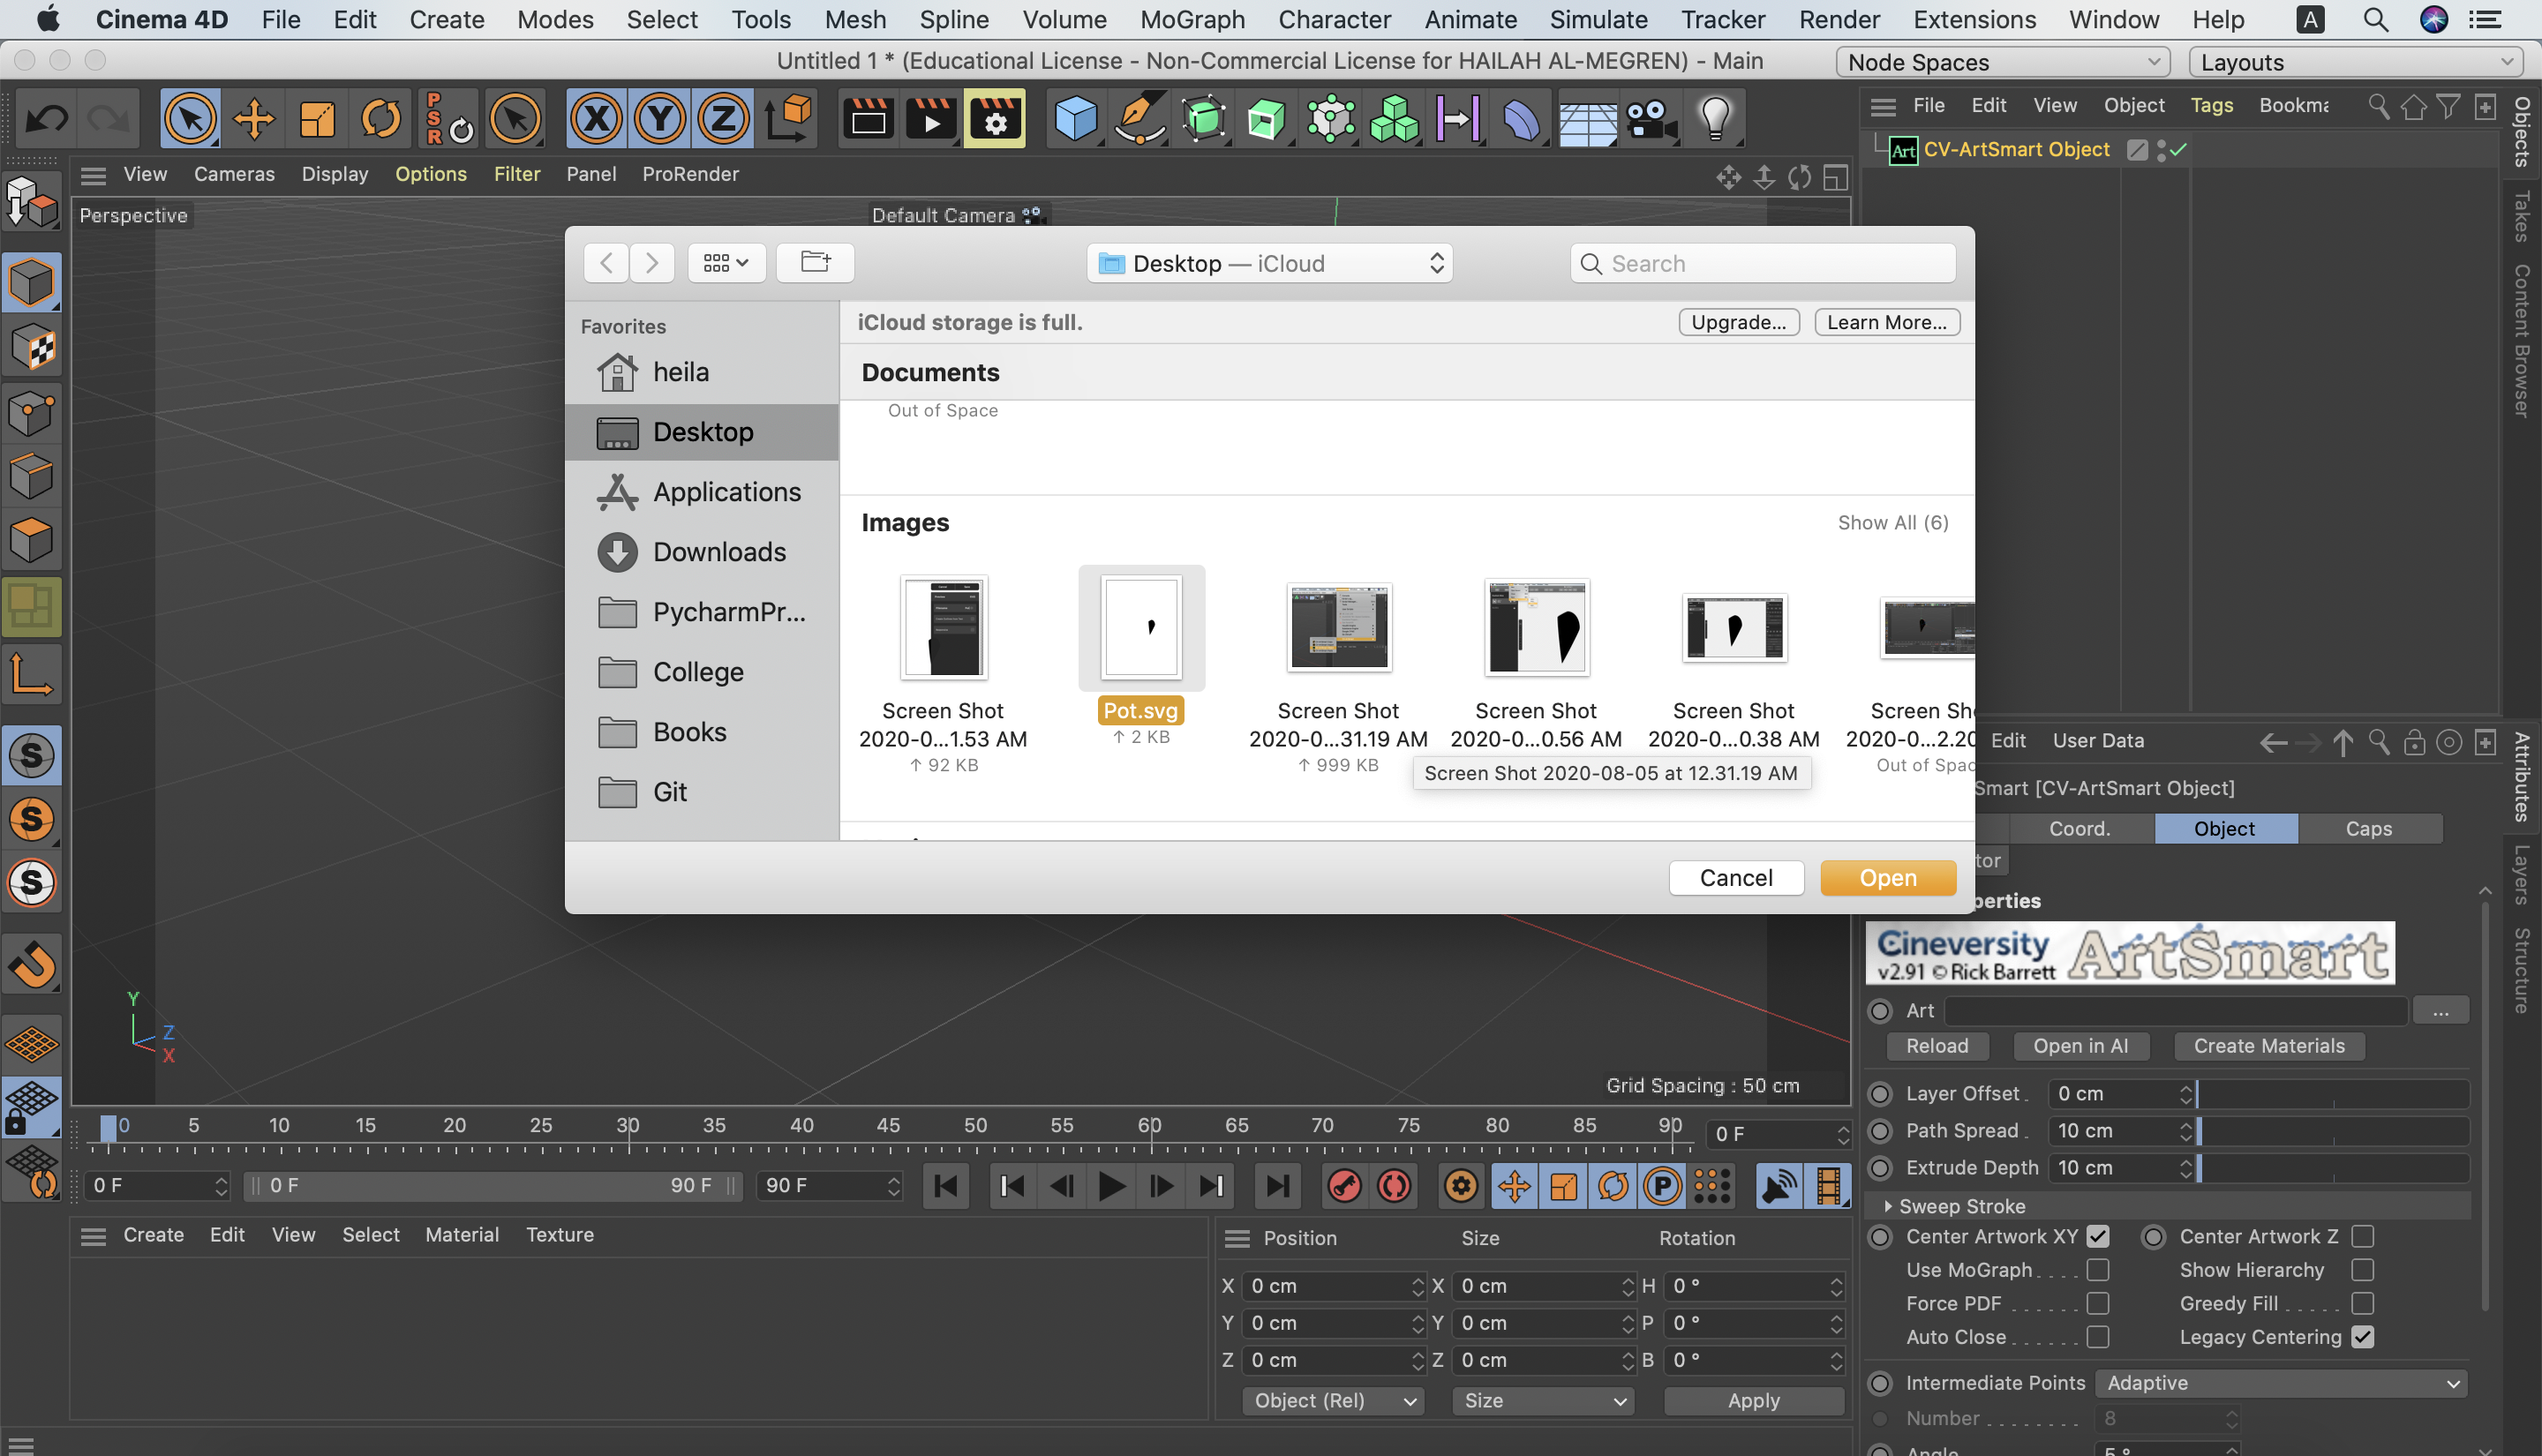 Cinema 4D File Edit Create Modes Select Tools Mesh Spline Volume MoGraph Character Animate Simulate Tracker Render Extensions Window Help A
Untitled 1 * (Educational License - Non-Commercial License for HAILAH AL-MEGREN) - Main
Node Spaces
Layouts
P S R
X Y Z
File Edit View Object Tags Bookma
Art CV-ArtSmart Object
View Cameras Display Options Filter Panel ProRender
Perspective
Default Camera
Desktop — iCloud
Search
Favorites
heila
Desktop
Applications
Downloads
PycharmPr...
College
Books
Git
iCloud storage is full.
Upgrade...
Learn More...
Documents
Out of Space
Images
Show All (6)
Screen Shot
2020-0...1.53 AM
↑ 92 KB
Pot.svg
↑ 2 KB
Screen Shot
2020-0...31.19 AM
↑ 999 KB
Screen Shot
2020-0...0.56 AM
Screen Shot
2020-0...0.38 AM
Screen Sh
2020-0...2.20
Out of Spac
Screen Shot 2020-08-05 at 12.31.19 AM
Cancel
Open
Objects
Takes
Content Browser
Attributes
Layers
Structure
Edit User Data
Smart [CV-ArtSmart Object]
Coord. Object Caps
tor
perties
Cineversity ArtSmart
v2.91 © Rick Barrett
Art ...
Reload Open in AI Create Materials
Layer Offset 0 cm
Path Spread 10 cm
Extrude Depth 10 cm
Sweep Stroke
Center Artwork XY Center Artwork Z
Use MoGraph Show Hierarchy
Force PDF Greedy Fill
Auto Close Legacy Centering
Intermediate Points Adaptive
Number 8
Angle 5 °
Y
Z
X
Grid Spacing : 50 cm
0 5 10 15 20 25 30 35 40 45 50 55 60 65 70 75 80 85 90 0 F
0 F 0 F 90 F 90 F
P
S
S
S
Create Edit View Select Material Texture
Position Size Rotation
X 0 cm X 0 cm H 0 °
Y 0 cm Y 0 cm P 0 °
Z 0 cm Z 0 cm B 0 °
Object (Rel) Size Apply